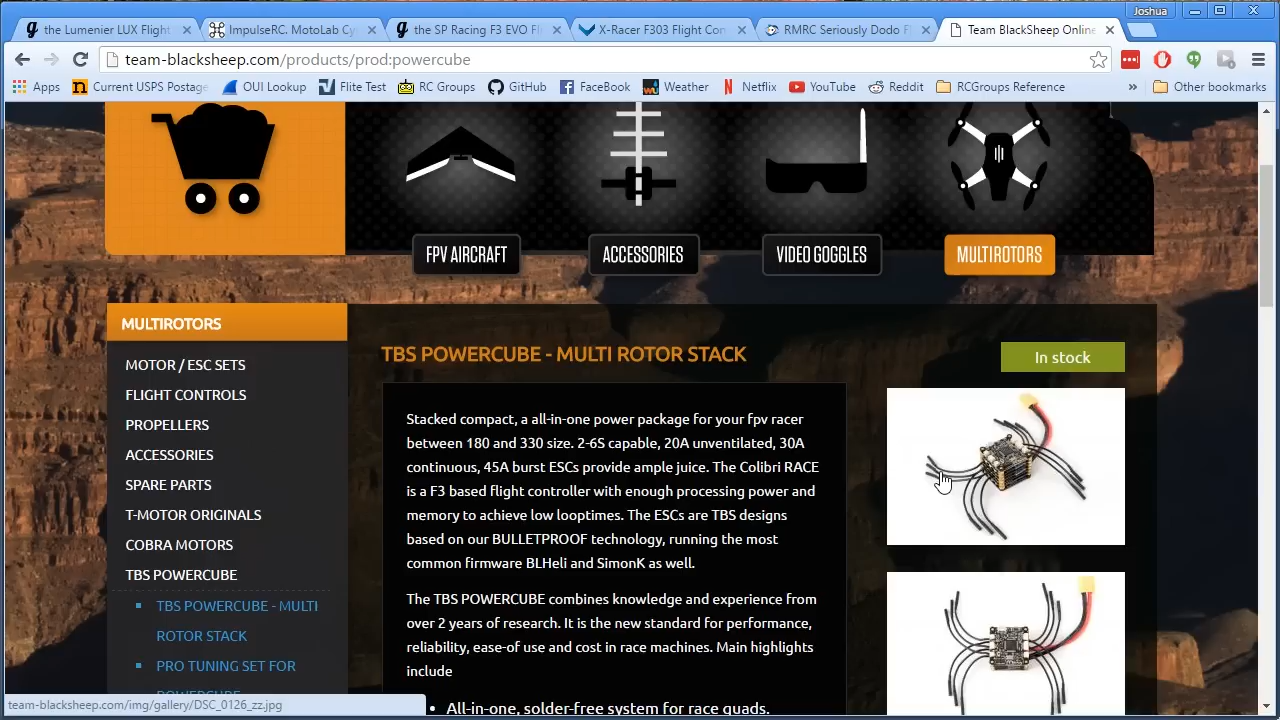 Joshua
the Lumenier LUX Flight
ImpulseRC. MotoLab Cy
the SP Racing F3 EVO Fl
X-Racer F303 Flight Con
RMRC Seriously Dodo F
Team BlackSheep Online
team-blacksheep.com/products/prod:powercube
Apps
Current USPS Postage
OUI Lookup
Flite Test
RC Groups
GitHub
FaceBook
Weather
Netflix
YouTube
Reddit
RCGroups Reference
»
Other bookmarks
FPV AIRCRAFT
ACCESSORIES
VIDEO GOGGLES
MULTIROTORS
MULTIROTORS
MOTOR / ESC SETS
FLIGHT CONTROLS
PROPELLERS
ACCESSORIES
SPARE PARTS
T-MOTOR ORIGINALS
COBRA MOTORS
TBS POWERCUBE
TBS POWERCUBE - MULTI
ROTOR STACK
PRO TUNING SET FOR
POWERCUBE
TBS POWERCUBE - MULTI ROTOR STACK
In stock
Stacked compact, a all-in-one power package for your fpv racer
between 180 and 330 size. 2-6S capable, 20A unventilated, 30A
continuous, 45A burst ESCs provide ample juice. The Colibri RACE
is a F3 based flight controller with enough processing power and
memory to achieve low looptimes. The ESCs are TBS designs
based on our BULLETPROOF technology, running the most
common firmware BLHeli and SimonK as well.
The TBS POWERCUBE combines knowledge and experience from
over 2 years of research. It is the new standard for performance,
reliability, ease-of use and cost in race machines. Main highlights
include
• All-in-one, solder-free system for race quads.
team-blacksheep.com/img/gallery/DSC_0126_zz.jpg